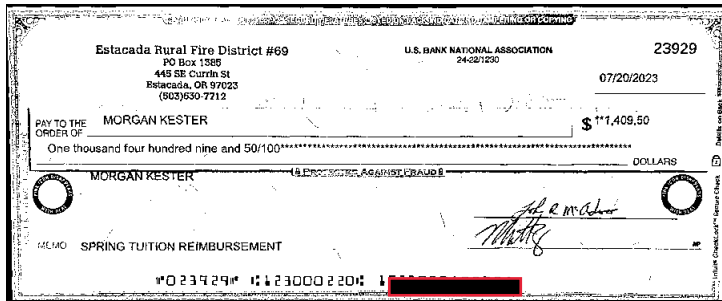 Estacada Rural Fire District #69
PO Box 1385
445 SE Currin St
Estacada, OR 97023
(503)630-7712
U.S. BANK NATIONAL ASSOCIATION
24-22/1230
23929
07/20/2023
PAY TO THE
ORDER OF
MORGAN KESTER
$ **1,409,50
One thousand four hundred nine and 50/100****
DOLLARS
PROTECTED AGAINST FRAUD
MORGAN KESTER
MEMO SPRING TUITION REIMBURSEMENT
⑈023929⑈ ⑆123000220⑆